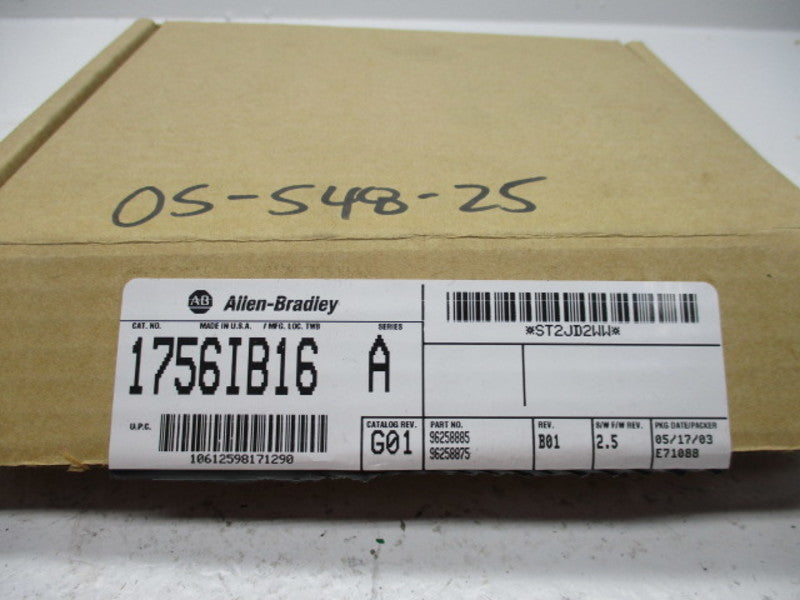 05-548-25
AB Allen-Bradley
CAT. NO. MADE IN U.S.A. / MFG. LOC. TWB SERIES
1756IB16 A
*ST2JD2WW*
U.P.C.
10612598171290
CATALOG REV.
G01
PART NO.
96258885
96258875
REV.
B01
S/W F/W REV.
2.5
PKG DATE/PACKER
05/17/03
E71088